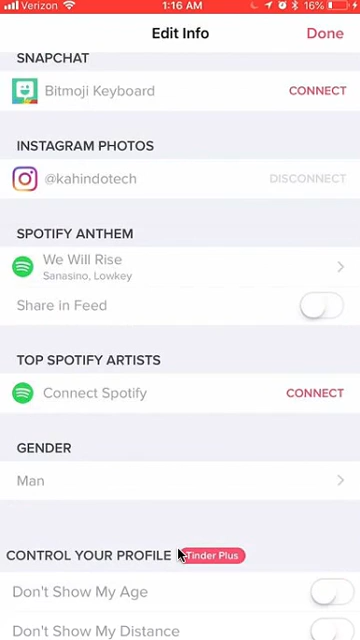 Verizon 1:16 AM 16%
Edit Info Done
SNAPCHAT
Bitmoji Keyboard CONNECT
INSTAGRAM PHOTOS
@kahindotech DISCONNECT
SPOTIFY ANTHEM
We Will Rise
Sanasino, Lowkey
Share in Feed
TOP SPOTIFY ARTISTS
Connect Spotify CONNECT
GENDER
Man
CONTROL YOUR PROFILE Tinder Plus
Don't Show My Age
Don't Show My Distance